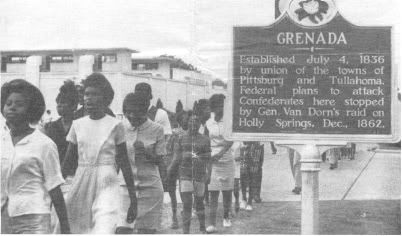 GRENADA
Established July 4, 1836
by union of the towns of
Pittsburg and Tullahoma.
Federal plans to attack
Confederates here stopped
by Gen. Van Dorn's raid on
Holly Springs, Dec., 1862.